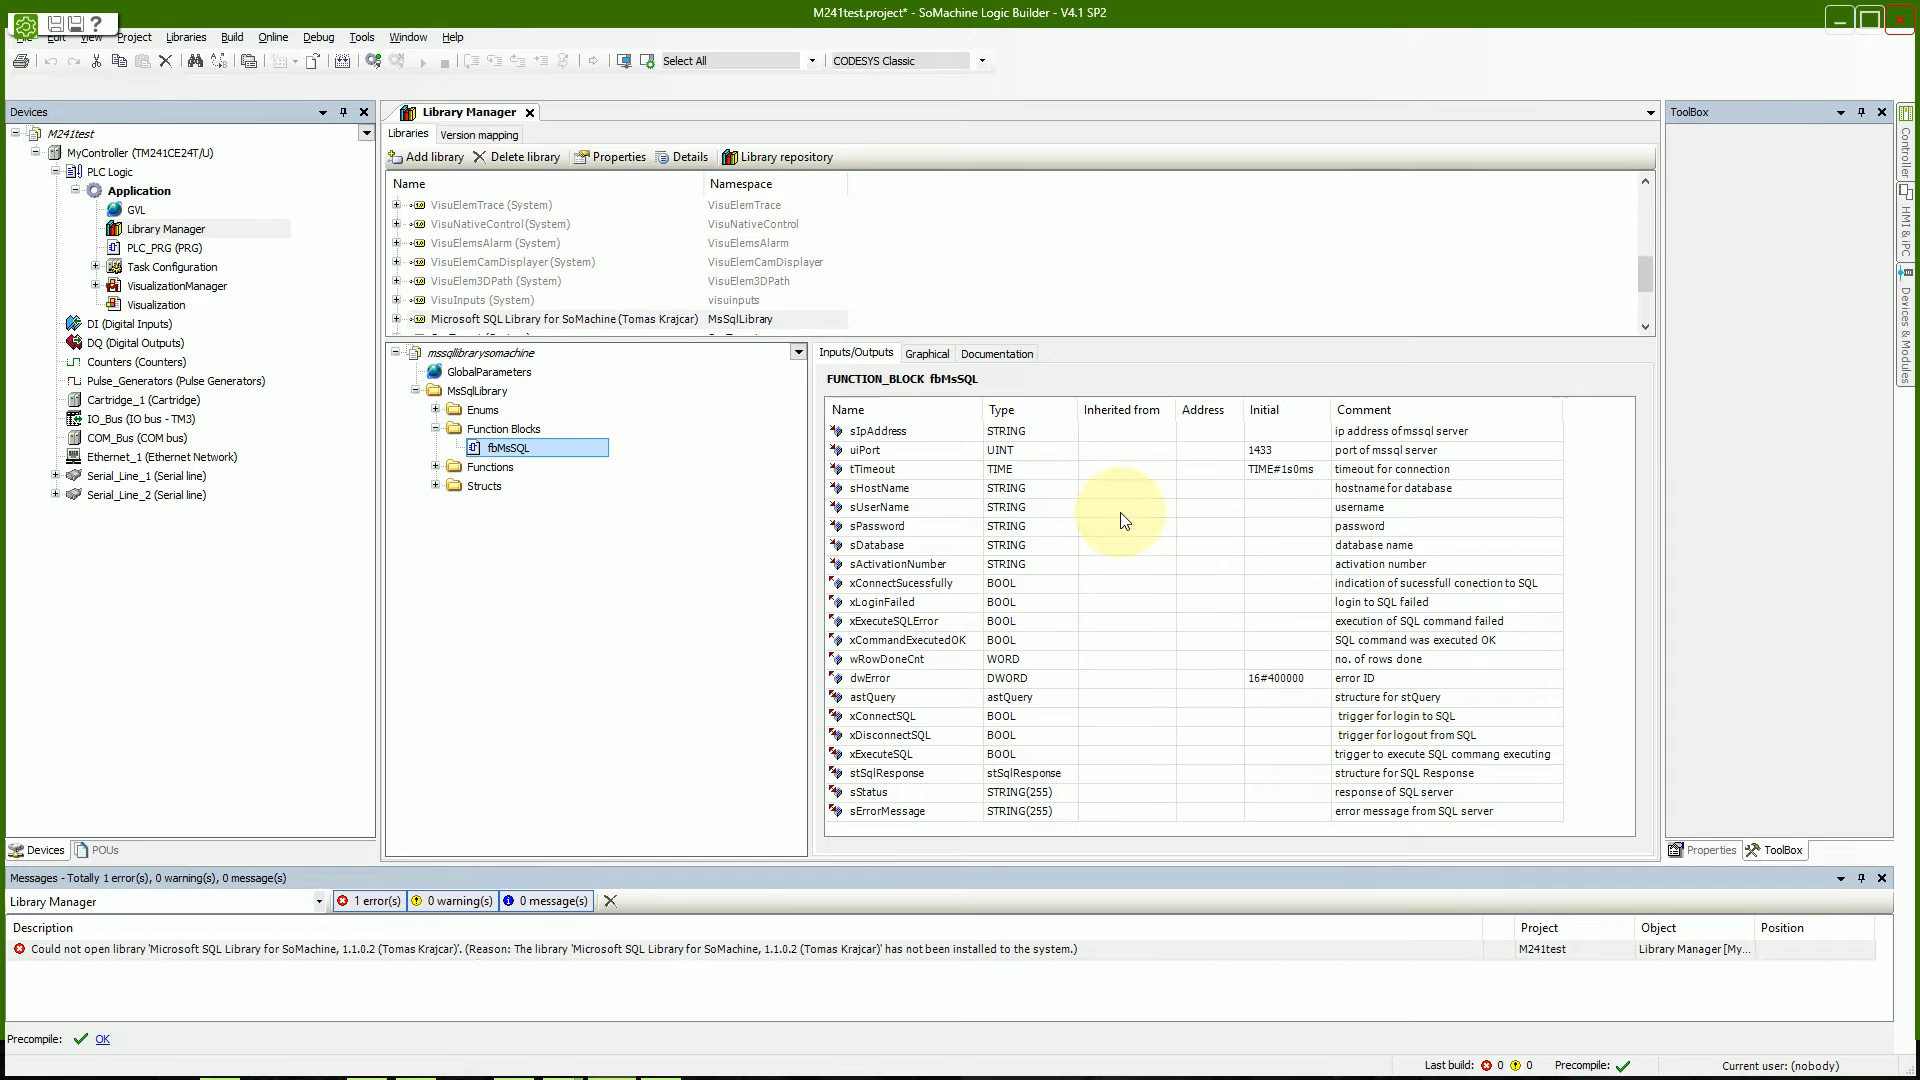 M241test.project* - SoMachine Logic Builder - V4.1 SP2
Edit View Project Libraries Build Online Debug Tools Window Help
Select All CODESYS Classic
Devices
M241test
MyController (TM241CE24T/U)
PLC Logic
Application
GVL
Library Manager
PLC_PRG (PRG)
Task Configuration
VisualizationManager
Visualization
DI (Digital Inputs)
DQ (Digital Outputs)
Counters (Counters)
Pulse_Generators (Pulse Generators)
Cartridge_1 (Cartridge)
IO_Bus (IO bus - TM3)
COM_Bus (COM bus)
Ethernet_1 (Ethernet Network)
Serial_Line_1 (Serial line)
Serial_Line_2 (Serial line)
Devices POUs
Library Manager
Libraries Version mapping
Add library Delete library Properties Details Library repository
Name Namespace
VisuElemTrace (System) VisuElemTrace
VisuNativeControl (System) VisuNativeControl
VisuElemsAlarm (System) VisuElemsAlarm
VisuElemCamDisplayer (System) VisuElemCamDisplayer
VisuElem3DPath (System) VisuElem3DPath
VisuInputs (System) visuinputs
Microsoft SQL Library for SoMachine (Tomas Krajcar) MsSqlLibrary
mssqllibrarysomachine
GlobalParameters
MsSqlLibrary
Enums
Function Blocks
fbMsSQL
Functions
Structs
Inputs/Outputs Graphical Documentation
FUNCTION_BLOCK fbMsSQL
Name Type Inherited from Address Initial Comment
sIpAddress STRING ip address of mssql server
uiPort UINT 1433 port of mssql server
tTimeout TIME TIME#1s0ms timeout for connection
sHostName STRING hostname for database
sUserName STRING username
sPassword STRING password
sDatabase STRING database name
sActivationNumber STRING activation number
xConnectSucessfully BOOL indication of sucessfull conection to SQL
xLoginFailed BOOL login to SQL failed
xExecuteSQLError BOOL execution of SQL command failed
xCommandExecutedOK BOOL SQL command was executed OK
wRowDoneCnt WORD no. of rows done
dwError DWORD 16#400000 error ID
astQuery astQuery structure for stQuery
xConnectSQL BOOL trigger for login to SQL
xDisconnectSQL BOOL trigger for logout from SQL
xExecuteSQL BOOL trigger to execute SQL commang executing
stSqlResponse stSqlResponse structure for SQL Response
sStatus STRING(255) response of SQL server
sErrorMessage STRING(255) error message from SQL server
ToolBox
Properties ToolBox
Controller
HMI & iPC
Devices & Modules
Messages - Totally 1 error(s), 0 warning(s), 0 message(s)
Library Manager 1 error(s) 0 warning(s) 0 message(s)
Description Project Object Position
Could not open library 'Microsoft SQL Library for SoMachine, 1.1.0.2 (Tomas Krajcar)'. (Reason: The library 'Microsoft SQL Library for SoMachine, 1.1.0.2 (Tomas Krajcar)' has not been installed to the system.) M241test Library Manager [My...
Precompile: OK
Last build: 0 0 Precompile: Current user: (nobody)